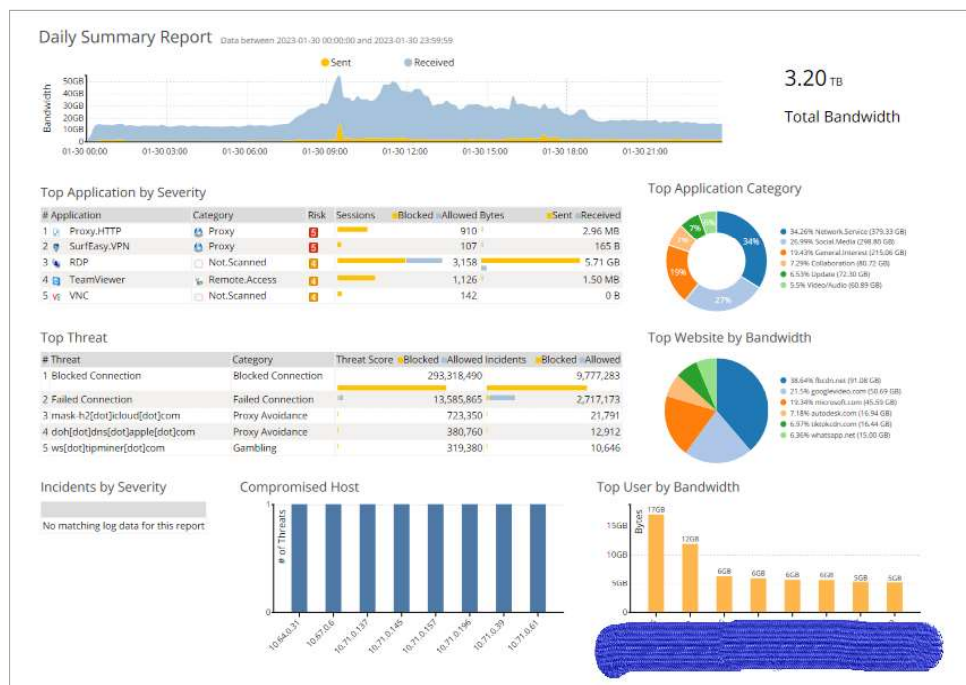 Daily Summary Report Data between 2023-01-30 00:00:00 and 2023-01-30 23:59:59
Sent Received
Bandwidth
50GB
40GB
30GB
20GB
10GB
0
01-30 00:00 01-30 03:00 01-30 06:00 01-30 09:00 01-30 12:00 01-30 15:00 01-30 18:00 01-30 21:00
3.20 TB
Total Bandwidth
Top Application by Severity
# Application Category Risk Sessions Blocked Allowed Bytes Sent Received
1 Proxy.HTTP Proxy 5 910 2.96 MB
2 SurfEasy.VPN Proxy 5 107 165 B
3 RDP Not.Scanned 4 3,158 5.71 GB
4 TeamViewer Remote.Access 4 1,126 1.50 MB
5 VNC Not.Scanned 4 142 0 B
Top Application Category
34%
27%
19%
7%
7%
34.26% Network.Service (379.33 GB)
26.99% Social.Media (298.80 GB)
19.43% General.Interest (215.06 GB)
7.29% Collaboration (80.72 GB)
6.53% Update (72.30 GB)
5.5% Video/Audio (60.89 GB)
Top Threat
# Threat Category Threat Score Blocked Allowed Incidents Blocked Allowed
1 Blocked Connection Blocked Connection 293,318,490 9,777,283
2 Failed Connection Failed Connection 13,585,865 2,717,173
3 mask-h2[dot]icloud[dot]com Proxy Avoidance 723,350 21,791
4 doh[dot]dns[dot]apple[dot]com Proxy Avoidance 380,760 12,912
5 ws[dot]tipminer[dot]com Gambling 319,380 10,646
Top Website by Bandwidth
38.64% fbcdn.net (91.08 GB)
21.5% googlevideo.com (50.69 GB)
19.34% microsoft.com (45.59 GB)
7.18% autodesk.com (16.94 GB)
6.97% tiktokcdn.com (16.44 GB)
6.36% whatsapp.net (15.00 GB)
Incidents by Severity
No matching log data for this report
Compromised Host
# of Threats
1
0
10.64.0.31 10.67.0.6 10.71.0.137 10.71.0.145 10.71.0.157 10.71.0.196 10.71.0.39 10.71.0.61
Top User by Bandwidth
Bytes
15GB
10GB
5GB
0
17GB 12GB 6GB 6GB 6GB 6GB 5GB 5GB